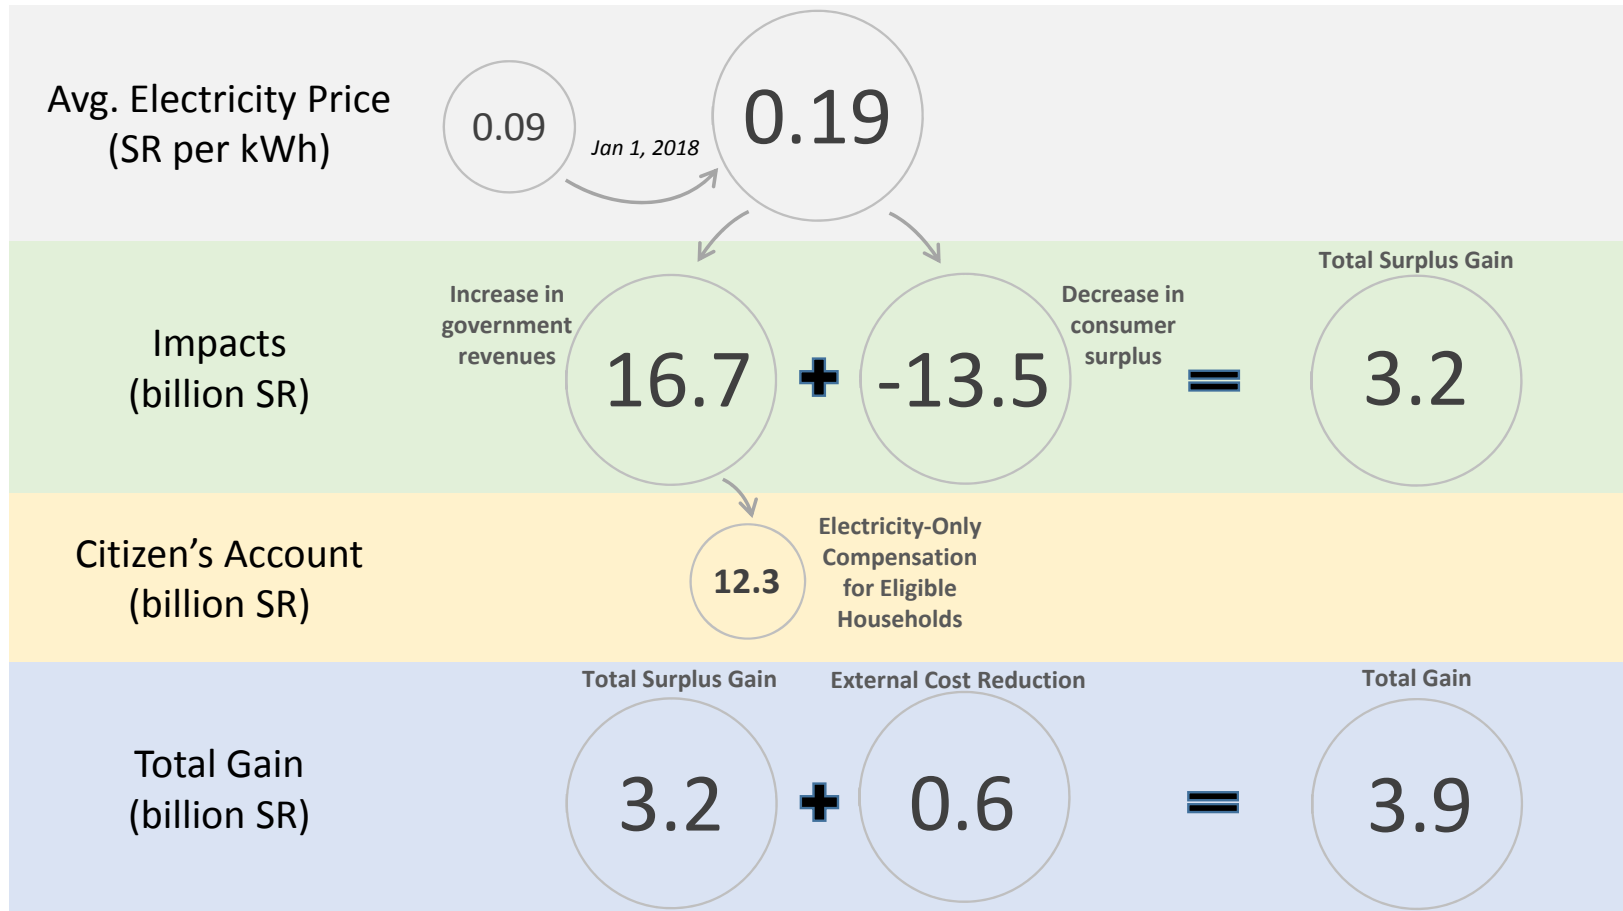 Avg. Electricity Price
(SR per kWh)
0.09
Jan 1, 2018
0.19
Impacts
(billion SR)
Increase in
government
revenues
16.7
+
-13.5
Decrease in
consumer
surplus
=
Total Surplus Gain
3.2
Citizen’s Account
(billion SR)
12.3
Electricity-Only
Compensation
for Eligible
Households
Total Gain
(billion SR)
Total Surplus Gain
3.2
+
External Cost Reduction
0.6
=
Total Gain
3.9